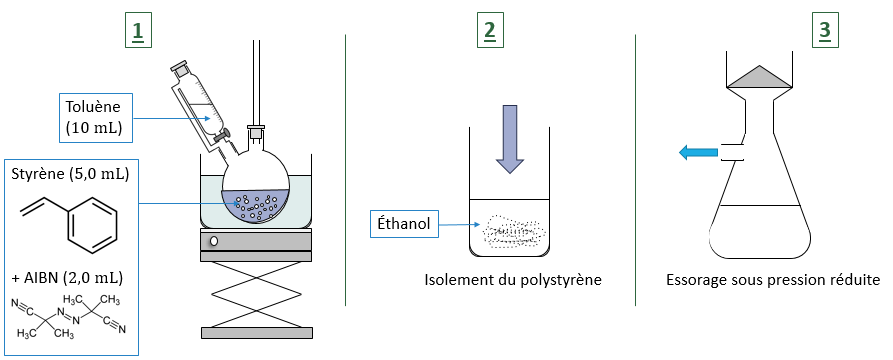 1
2
3
Toluène
(10 mL)
Styrène (5,0 mL)
+ AIBN (2,0 mL)
N≡C
CH₃
CH₃
N=N
H₃C
CH₃
H₃C
C≡N
Éthanol
Isolement du polystyrène
Essorage sous pression réduite